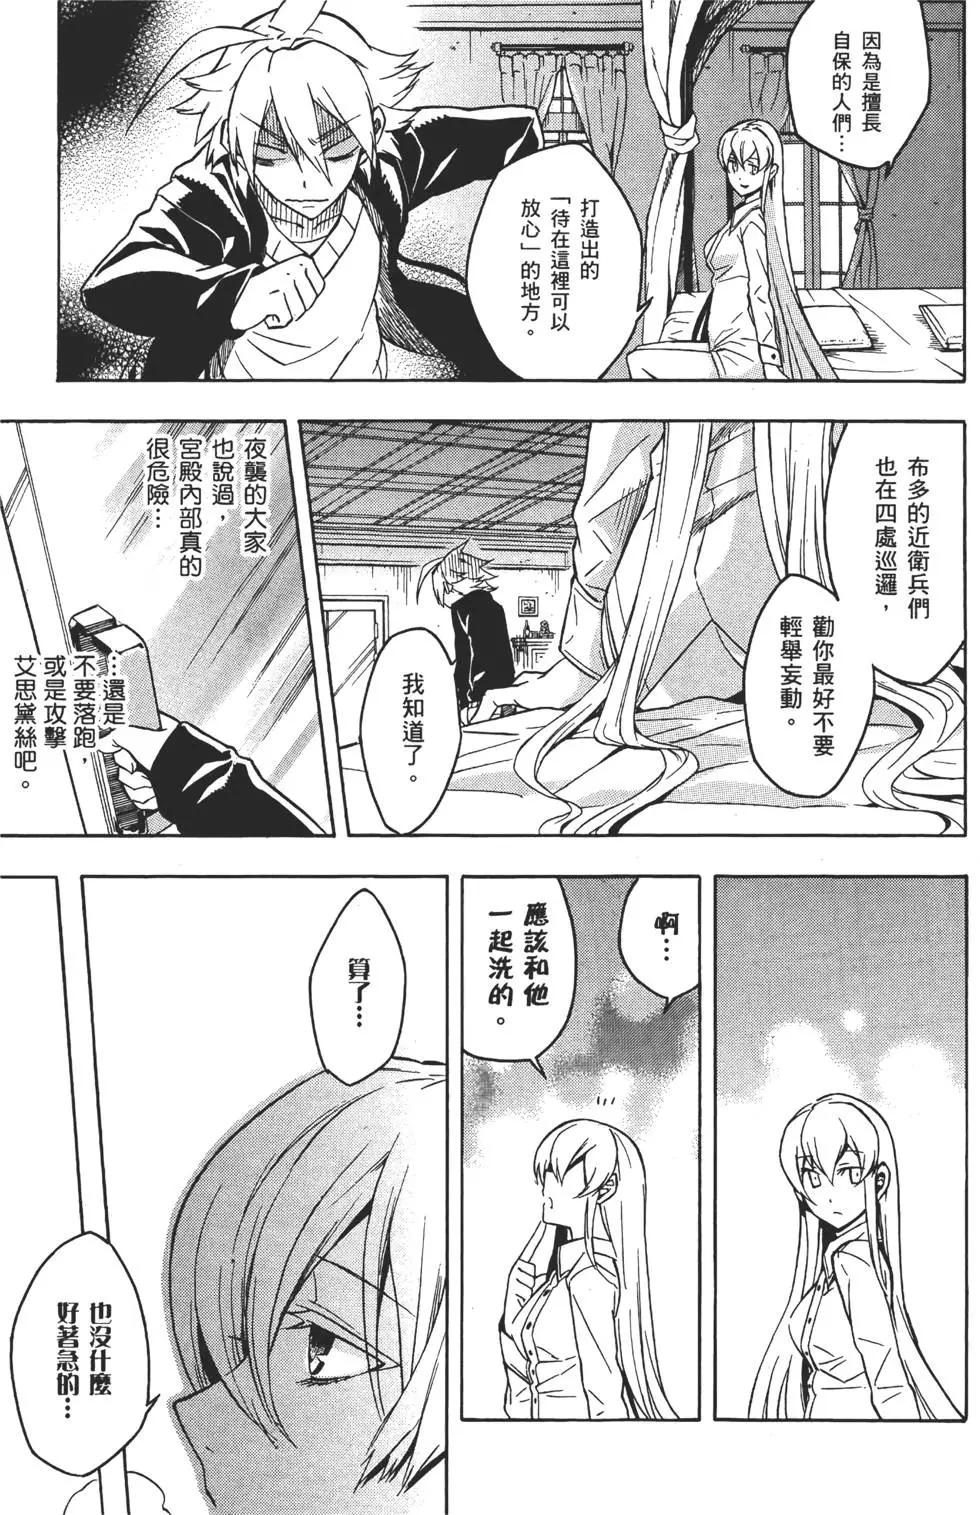 因為是擅長
自保的人們…
打造出的
「待在這裡可以
放心」的地方。
布多的近衛兵們
也在四處巡邏，
勸你最好不要
輕舉妄動。
我知道了。
夜襲的大家
也說過，
宮殿內部真的
很危險…
…還是
不要落跑，
或是攻擊
艾思黛絲吧。
啊…
應該和他
一起洗的。
算了…
也沒什麼
好著急的…